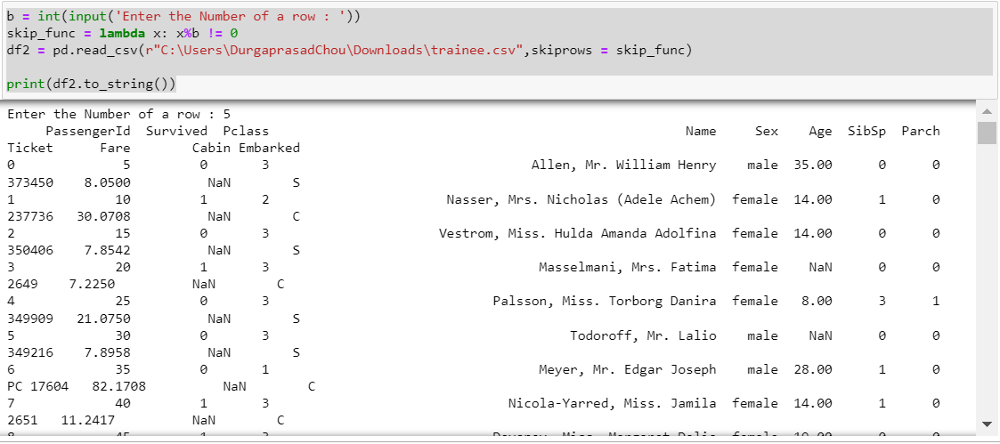 b = int(input('Enter the Number of a row : '))
skip_func = lambda x: x%b != 0
df2 = pd.read_csv(r"C:\Users\DurgaprasadChou\Downloads\trainee.csv",skiprows = skip_func)
print(df2.to_string())
Enter the Number of a row : 5
PassengerId Survived Pclass Name Sex Age SibSp Parch
Ticket Fare Cabin Embarked
0 5 0 3 Allen, Mr. William Henry male 35.00 0 0
373450 8.0500 NaN S
1 10 1 2 Nasser, Mrs. Nicholas (Adele Achem) female 14.00 1 0
237736 30.0708 NaN C
2 15 0 3 Vestrom, Miss. Hulda Amanda Adolfina female 14.00 0 0
350406 7.8542 NaN S
3 20 1 3 Masselmani, Mrs. Fatima female NaN 0 0
2649 7.2250 NaN C
4 25 0 3 Palsson, Miss. Torborg Danira female 8.00 3 1
349909 21.0750 NaN S
5 30 0 3 Todoroff, Mr. Lalio male NaN 0 0
349216 7.8958 NaN S
6 35 0 1 Meyer, Mr. Edgar Joseph male 28.00 1 0
PC 17604 82.1708 NaN C
7 40 1 3 Nicola-Yarred, Miss. Jamila female 14.00 1 0
2651 11.2417 NaN C